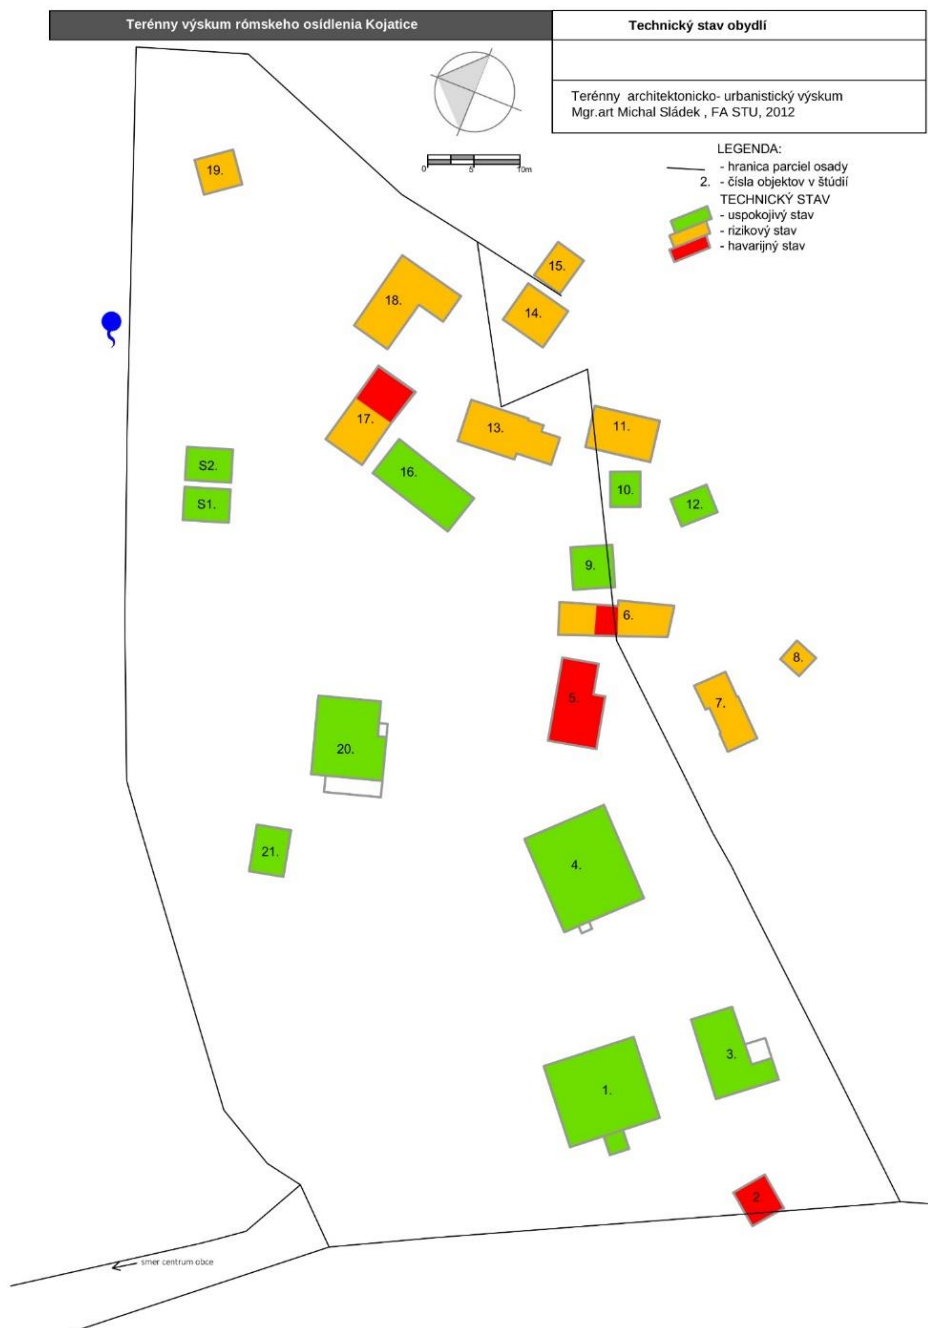 Terénny výskum rómskeho osídlenia Kojatice
Technický stav obydlí
Terénny architektonicko- urbanistický výskum
Mgr.art Michal Sládek , FA STU, 2012
0 5 10m
LEGENDA:
- hranica parciel osady
2. - čísla objektov v štúdií
TECHNICKÝ STAV
- uspokojivý stav
- rizikový stav
- havarijný stav
19.
15.
18.
14.
17.
13.
11.
16.
S2.
10.
S1.
12.
9.
6.
8.
5.
7.
20.
21.
4.
3.
1.
2.
smer centrum obce